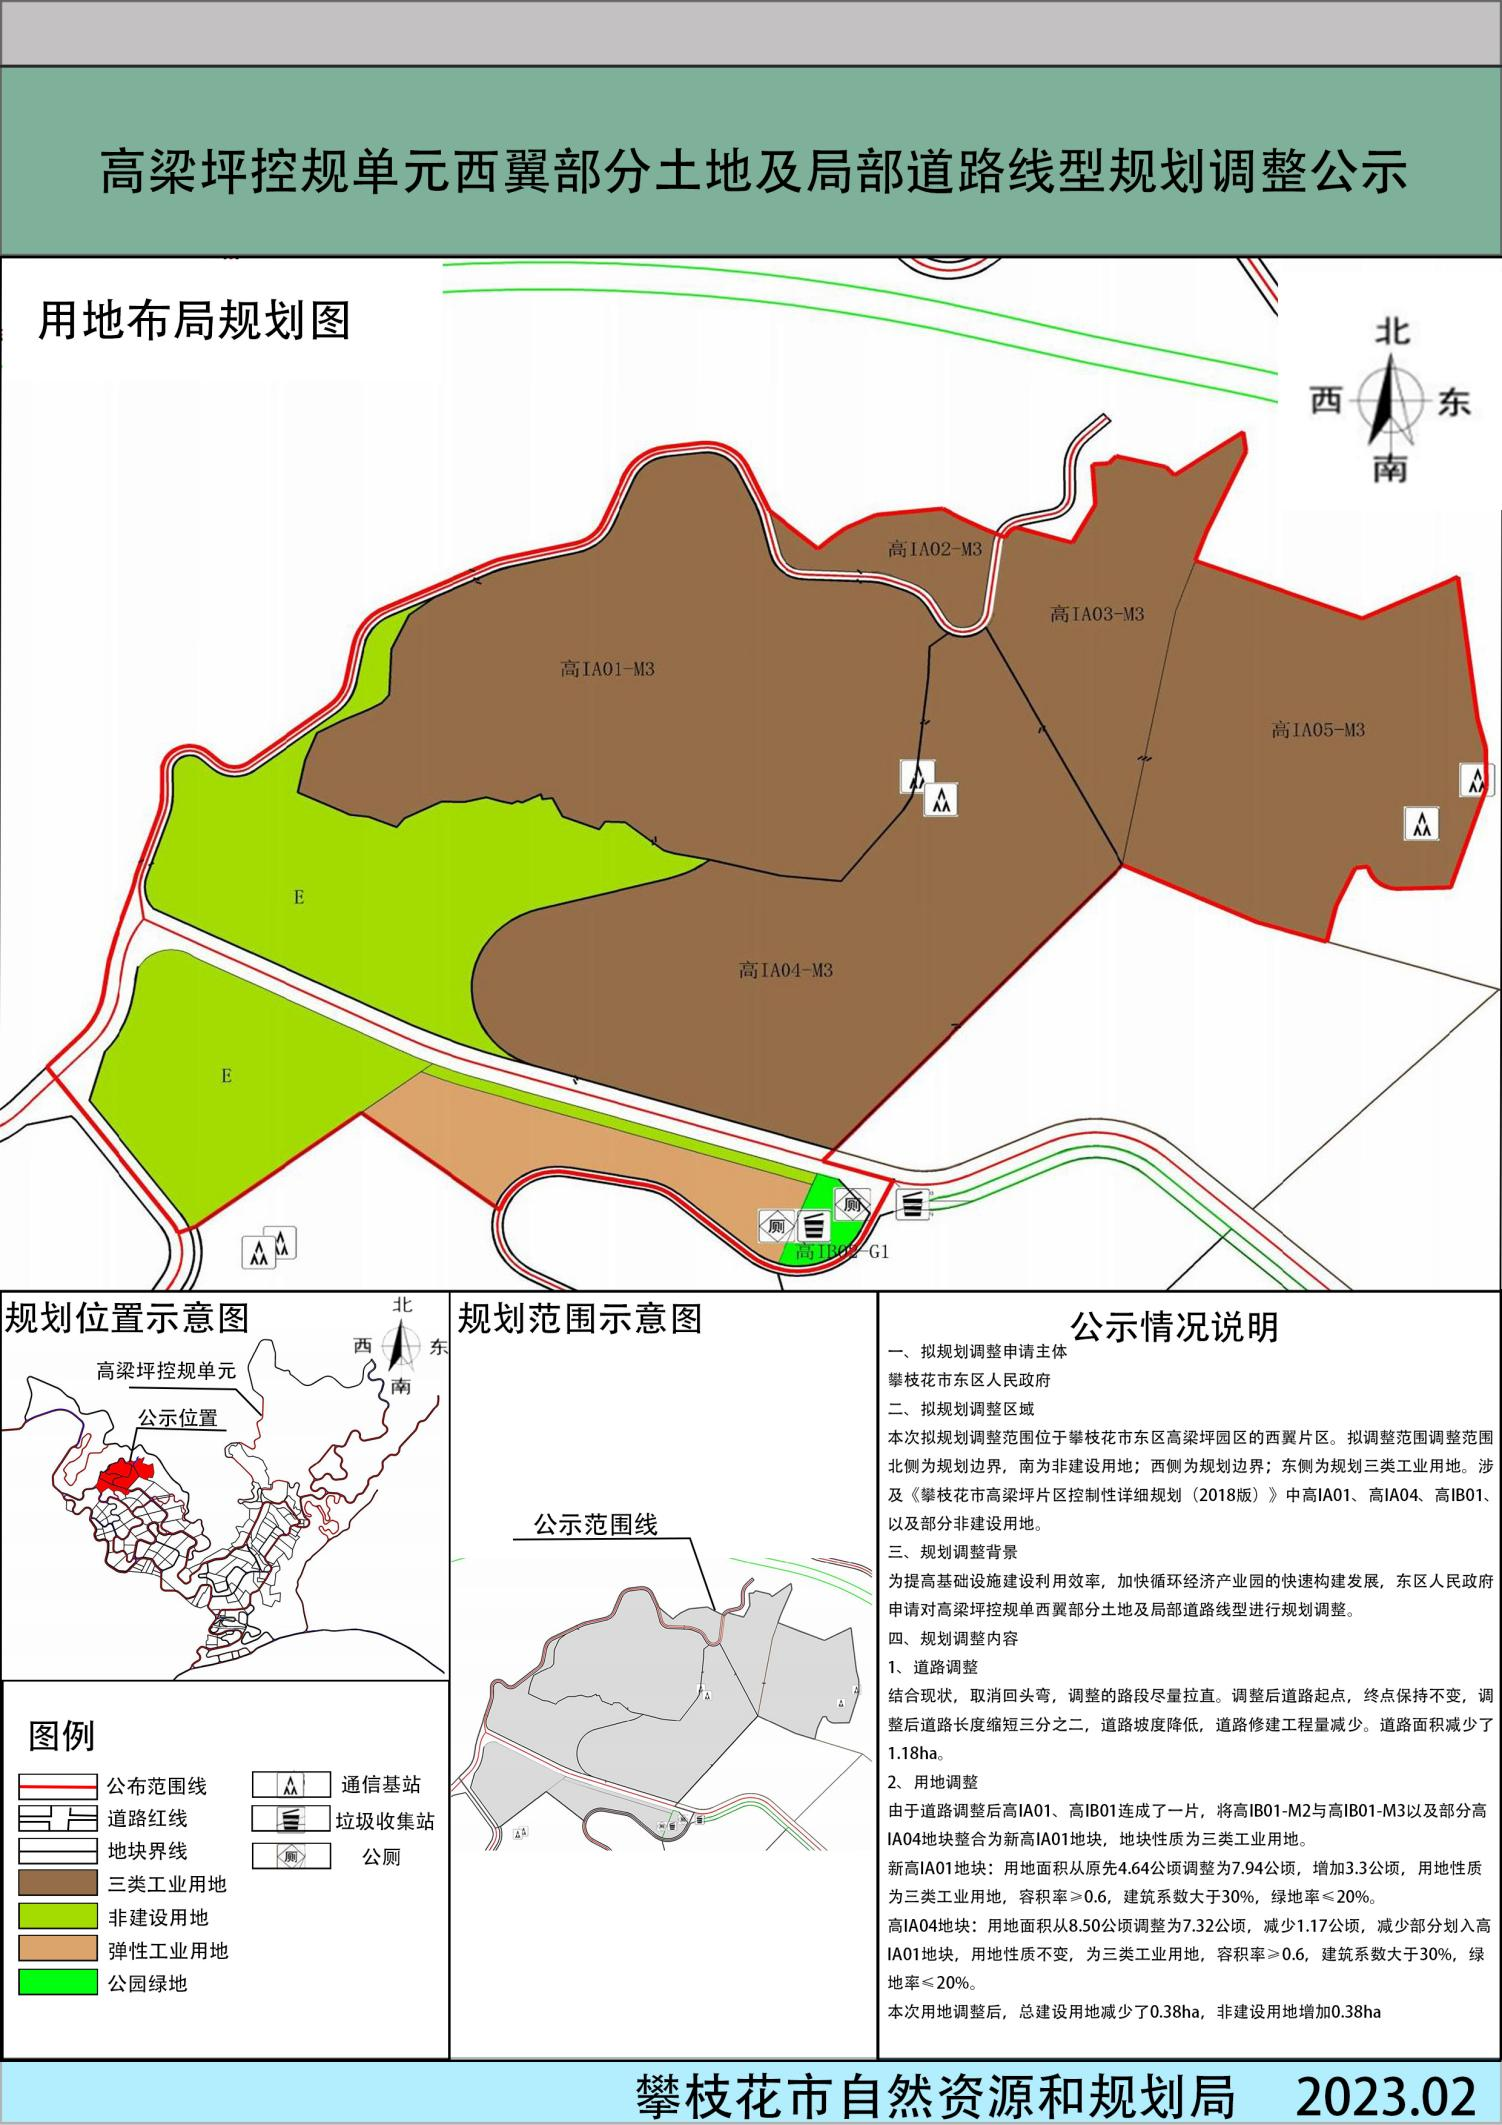 高梁坪控规单元西翼部分土地及局部道路线型规划调整公示
用地布局规划图
北
西
东
南
高IA02-M3
高IA03-M3
高IA01-M3
高IA05-M3
E
高IA04-M3
E
厕
厕
高IB02-G1
规划位置示意图
北
西
东
南
高梁坪控规单元
公示位置
规划范围示意图
公示范围线
图例
公布范围线
道路红线
地块界线
三类工业用地
非建设用地
弹性工业用地
公园绿地
通信基站
垃圾收集站
厕
公厕
公示情况说明
一、拟规划调整申请主体
攀枝花市东区人民政府
二、拟规划调整区域
本次拟规划调整范围位于攀枝花市东区高梁坪园区的西翼片区。拟调整范围调整范围
北侧为规划边界，南为非建设用地；西侧为规划边界；东侧为规划三类工业用地。涉
及《攀枝花市高梁坪片区控制性详细规划（2018版）》中高IA01、高IA04、高IB01、
以及部分非建设用地。
三、规划调整背景
为提高基础设施建设利用效率，加快循环经济产业园的快速构建发展，东区人民政府
申请对高梁坪控规单西翼部分土地及局部道路线型进行规划调整。
四、规划调整内容
1、道路调整
结合现状，取消回头弯，调整的路段尽量拉直。调整后道路起点，终点保持不变，调
整后道路长度缩短三分之二，道路坡度降低，道路修建工程量减少。道路面积减少了
1.18ha。
2、用地调整
由于道路调整后高IA01、高IB01连成了一片，将高IB01-M2与高IB01-M3以及部分高
IA04地块整合为新高IA01地块，地块性质为三类工业用地。
新高IA01地块：用地面积从原先4.64公顷调整为7.94公顷，增加3.3公顷，用地性质
为三类工业用地，容积率≥0.6，建筑系数大于30%，绿地率≤20%。
高IA04地块：用地面积从8.50公顷调整为7.32公顷，减少1.17公顷，减少部分划入高
IA01地块，用地性质不变，为三类工业用地，容积率≥0.6，建筑系数大于30%，绿
地率≤20%。
本次用地调整后，总建设用地减少了0.38ha，非建设用地增加0.38ha
攀枝花市自然资源和规划局 2023.02